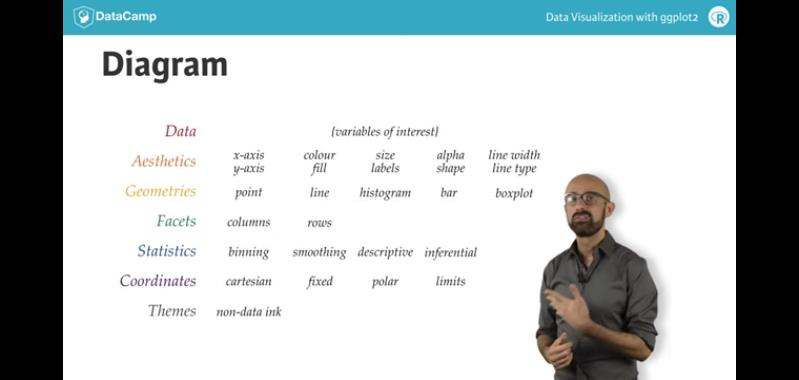 DataCamp
Data Visualization with ggplot2
R
Diagram
Data {variables of interest}
Aesthetics x-axis colour size alpha line width
y-axis fill labels shape line type
Geometries point line histogram bar boxplot
Facets columns rows
Statistics binning smoothing descriptive inferential
Coordinates cartesian fixed polar limits
Themes non-data ink